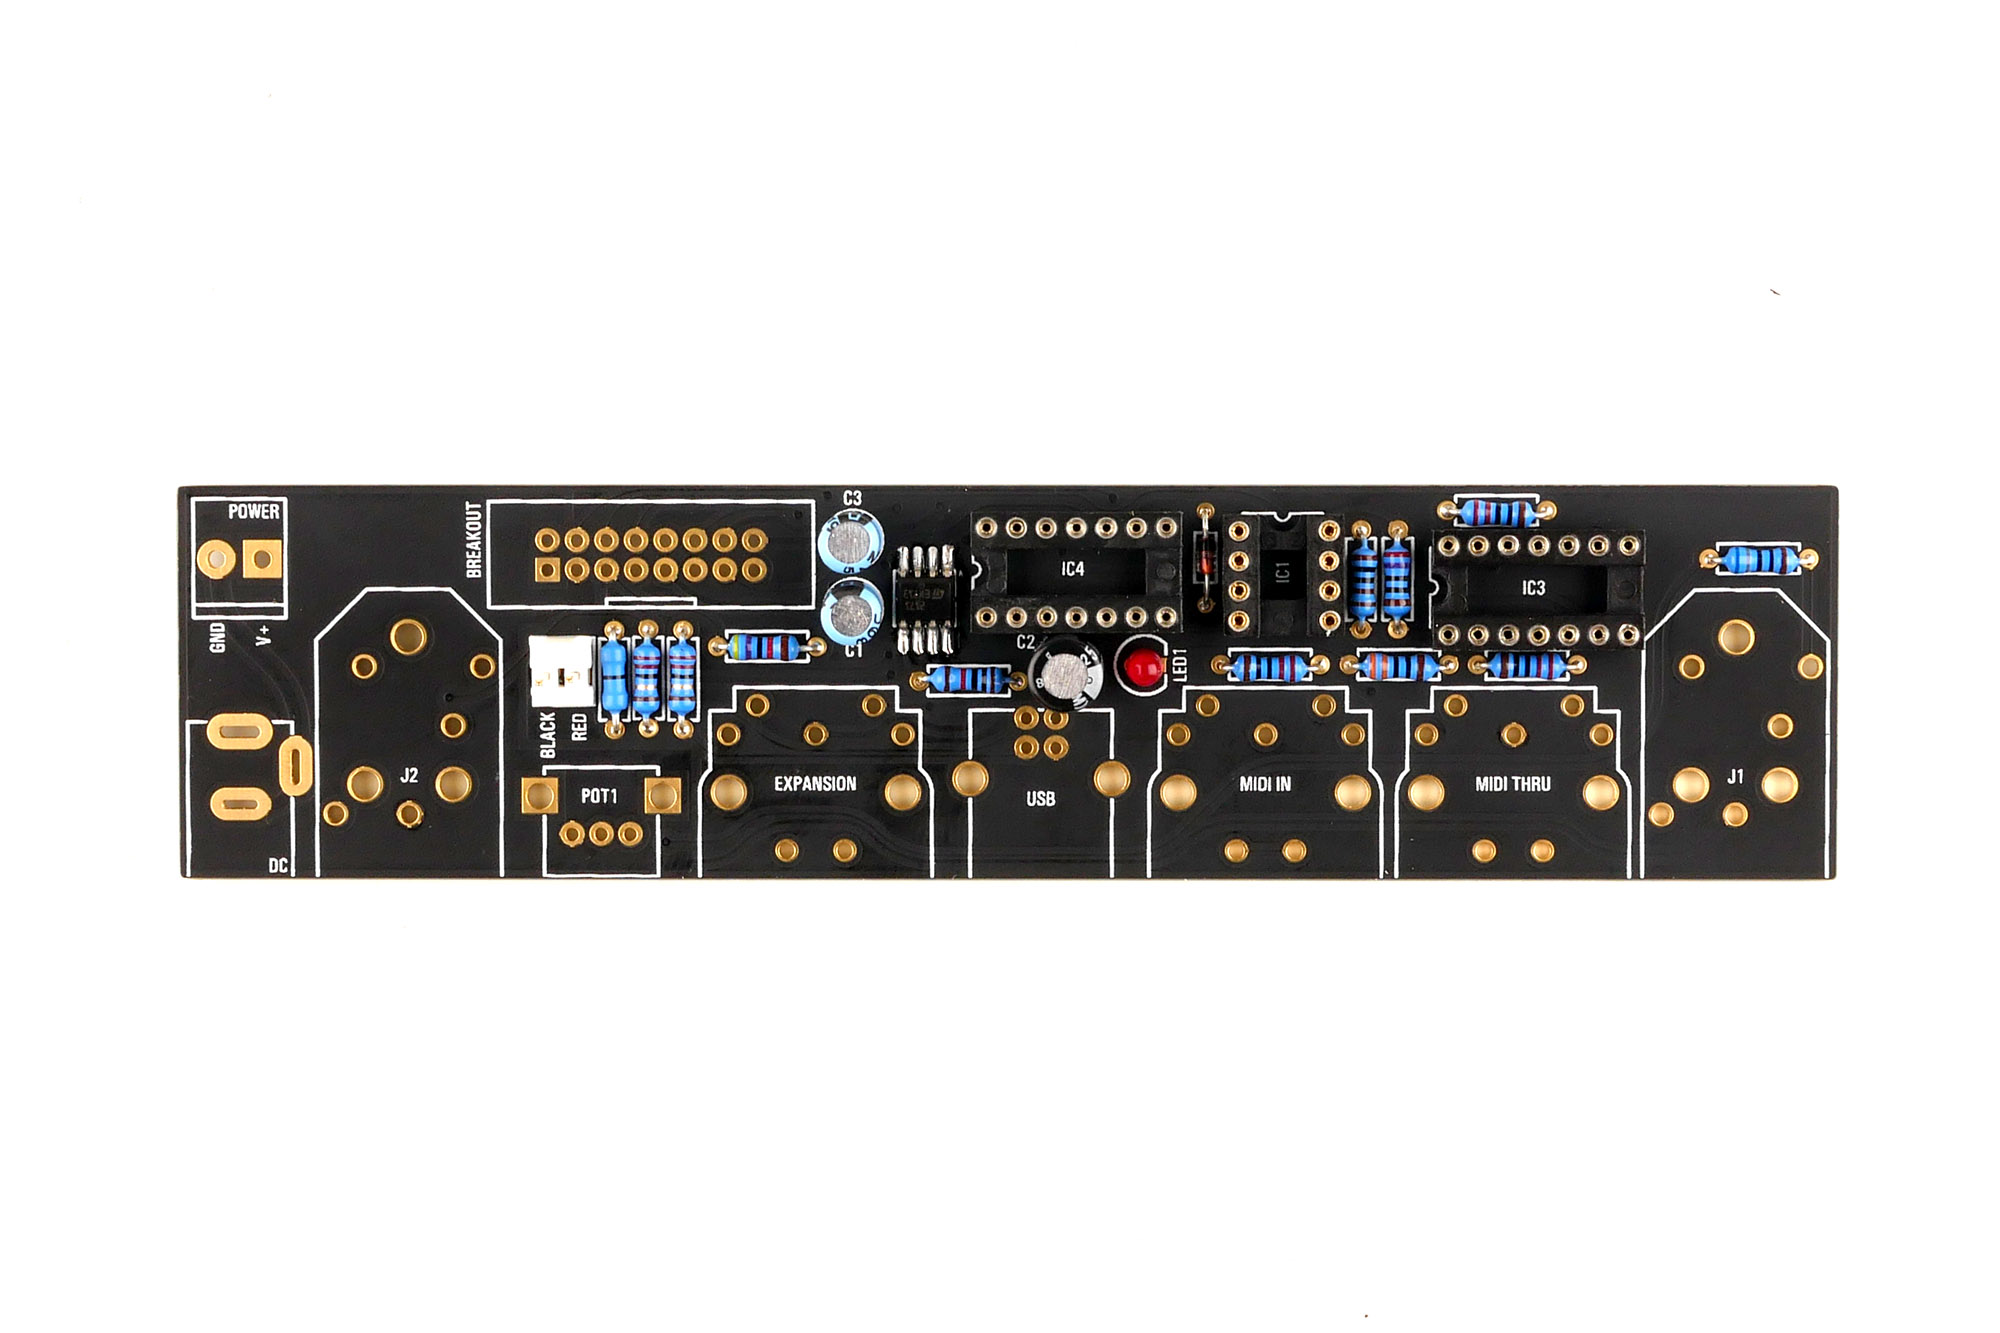 POWER
GND
V+
BREAKOUT
C3
C1
IC4
C2
LED1
IC1
IC3
BLACK
RED
J2
DC
POT1
EXPANSION
USB
MIDI IN
MIDI THRU
J1